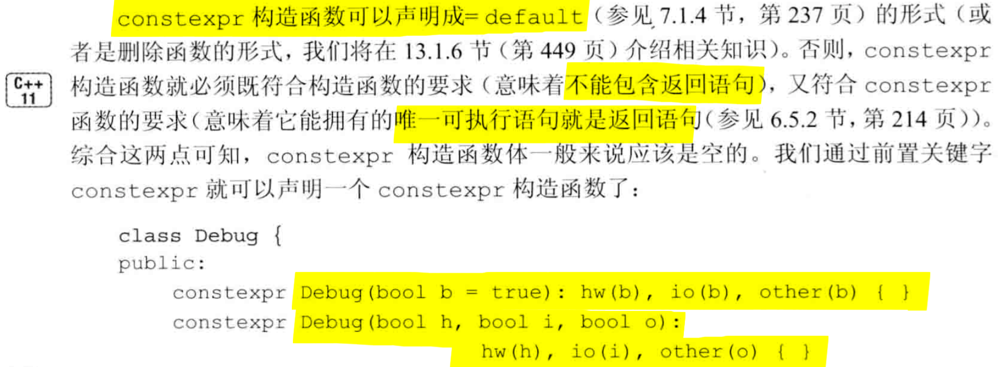 constexpr 构造函数可以声明成= default（参见 7.1.4 节，第 237 页）的形式（或
者是删除函数的形式，我们将在 13.1.6 节（第 449 页）介绍相关知识）。否则，constexpr
C++
11
构造函数就必须既符合构造函数的要求（意味着不能包含返回语句），又符合 constexpr
函数的要求（意味着它能拥有的唯一可执行语句就是返回语句（参见 6.5.2 节，第 214 页））。
综合这两点可知，constexpr 构造函数体一般来说应该是空的。我们通过前置关键字
constexpr 就可以声明一个 constexpr 构造函数了：
class Debug {
public:
constexpr Debug(bool b = true): hw(b), io(b), other(b) { }
constexpr Debug(bool h, bool i, bool o):
hw(h), io(i), other(o) { }